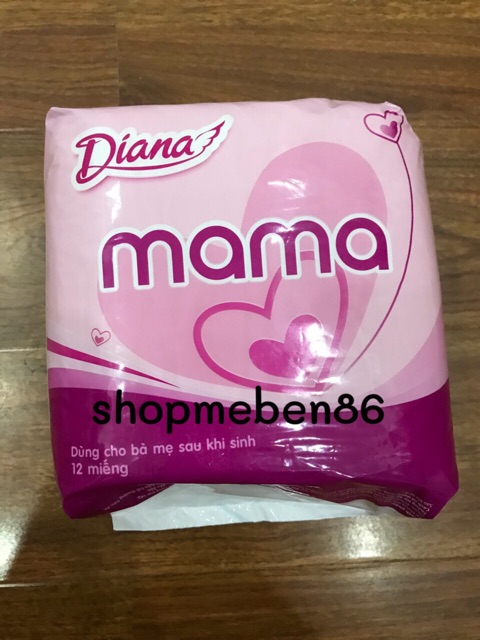 Diana
mama
shopmeben86
Dùng cho bà mẹ sau khi sinh
12 miếng